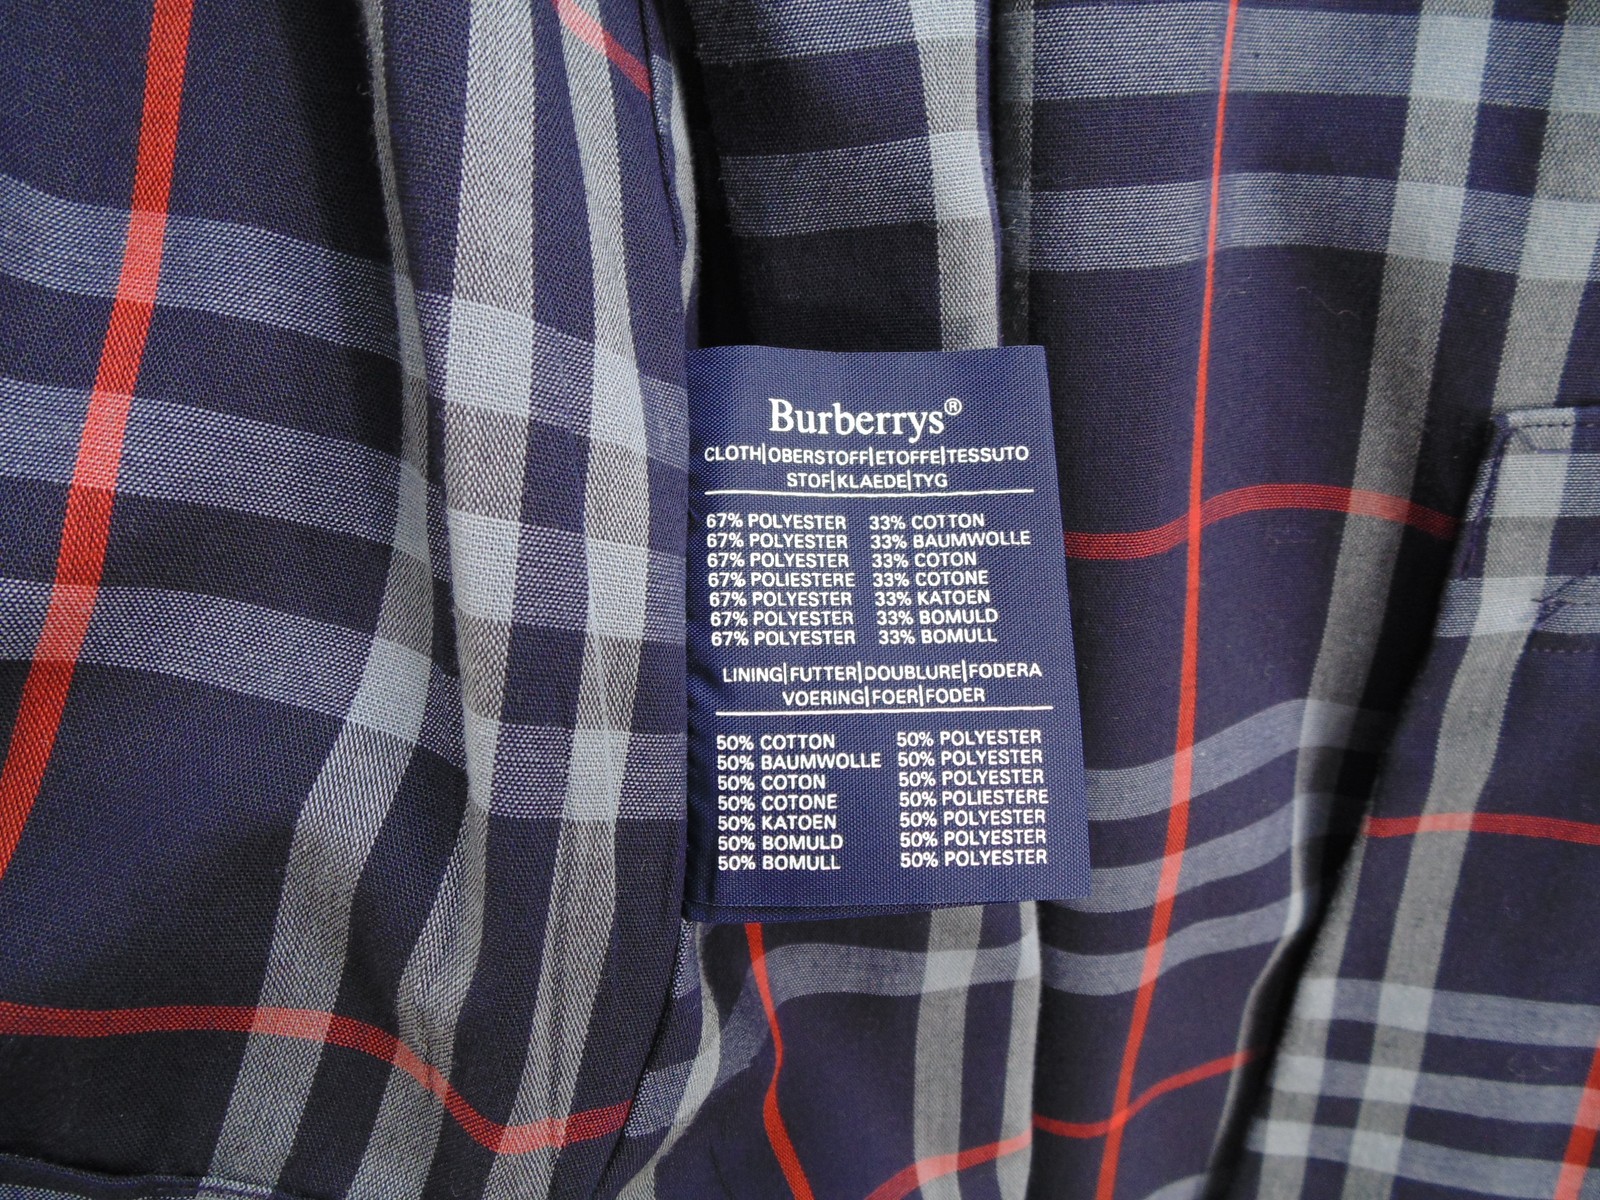 Burberrys®
CLOTH|OBERSTOFF|ETOFFE|TESSUTO
STOF|KLAEDE|TYG
67% POLYESTER 33% COTTON
67% POLYESTER 33% BAUMWOLLE
67% POLYESTER 33% COTON
67% POLIESTERE 33% COTONE
67% POLYESTER 33% KATOEN
67% POLYESTER 33% BOMULD
67% POLYESTER 33% BOMULL
LINING|FUTTER|DOUBLURE|FODERA
VOERING|FOER|FODER
50% COTTON 50% POLYESTER
50% BAUMWOLLE 50% POLYESTER
50% COTON 50% POLYESTER
50% COTONE 50% POLIESTERE
50% KATOEN 50% POLYESTER
50% BOMULD 50% POLYESTER
50% BOMULL 50% POLYESTER